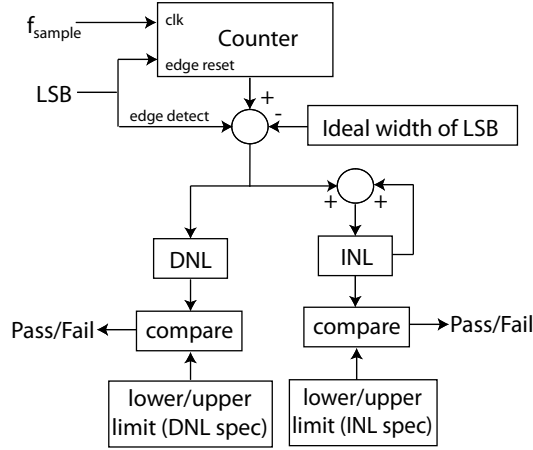 f_sample
clk
Counter
edge reset
LSB
+
-
edge detect
Ideal width of LSB
+
+
DNL
INL
Pass/Fail
compare
compare
Pass/Fail
lower/upper
limit (DNL spec)
lower/upper
limit (INL spec)